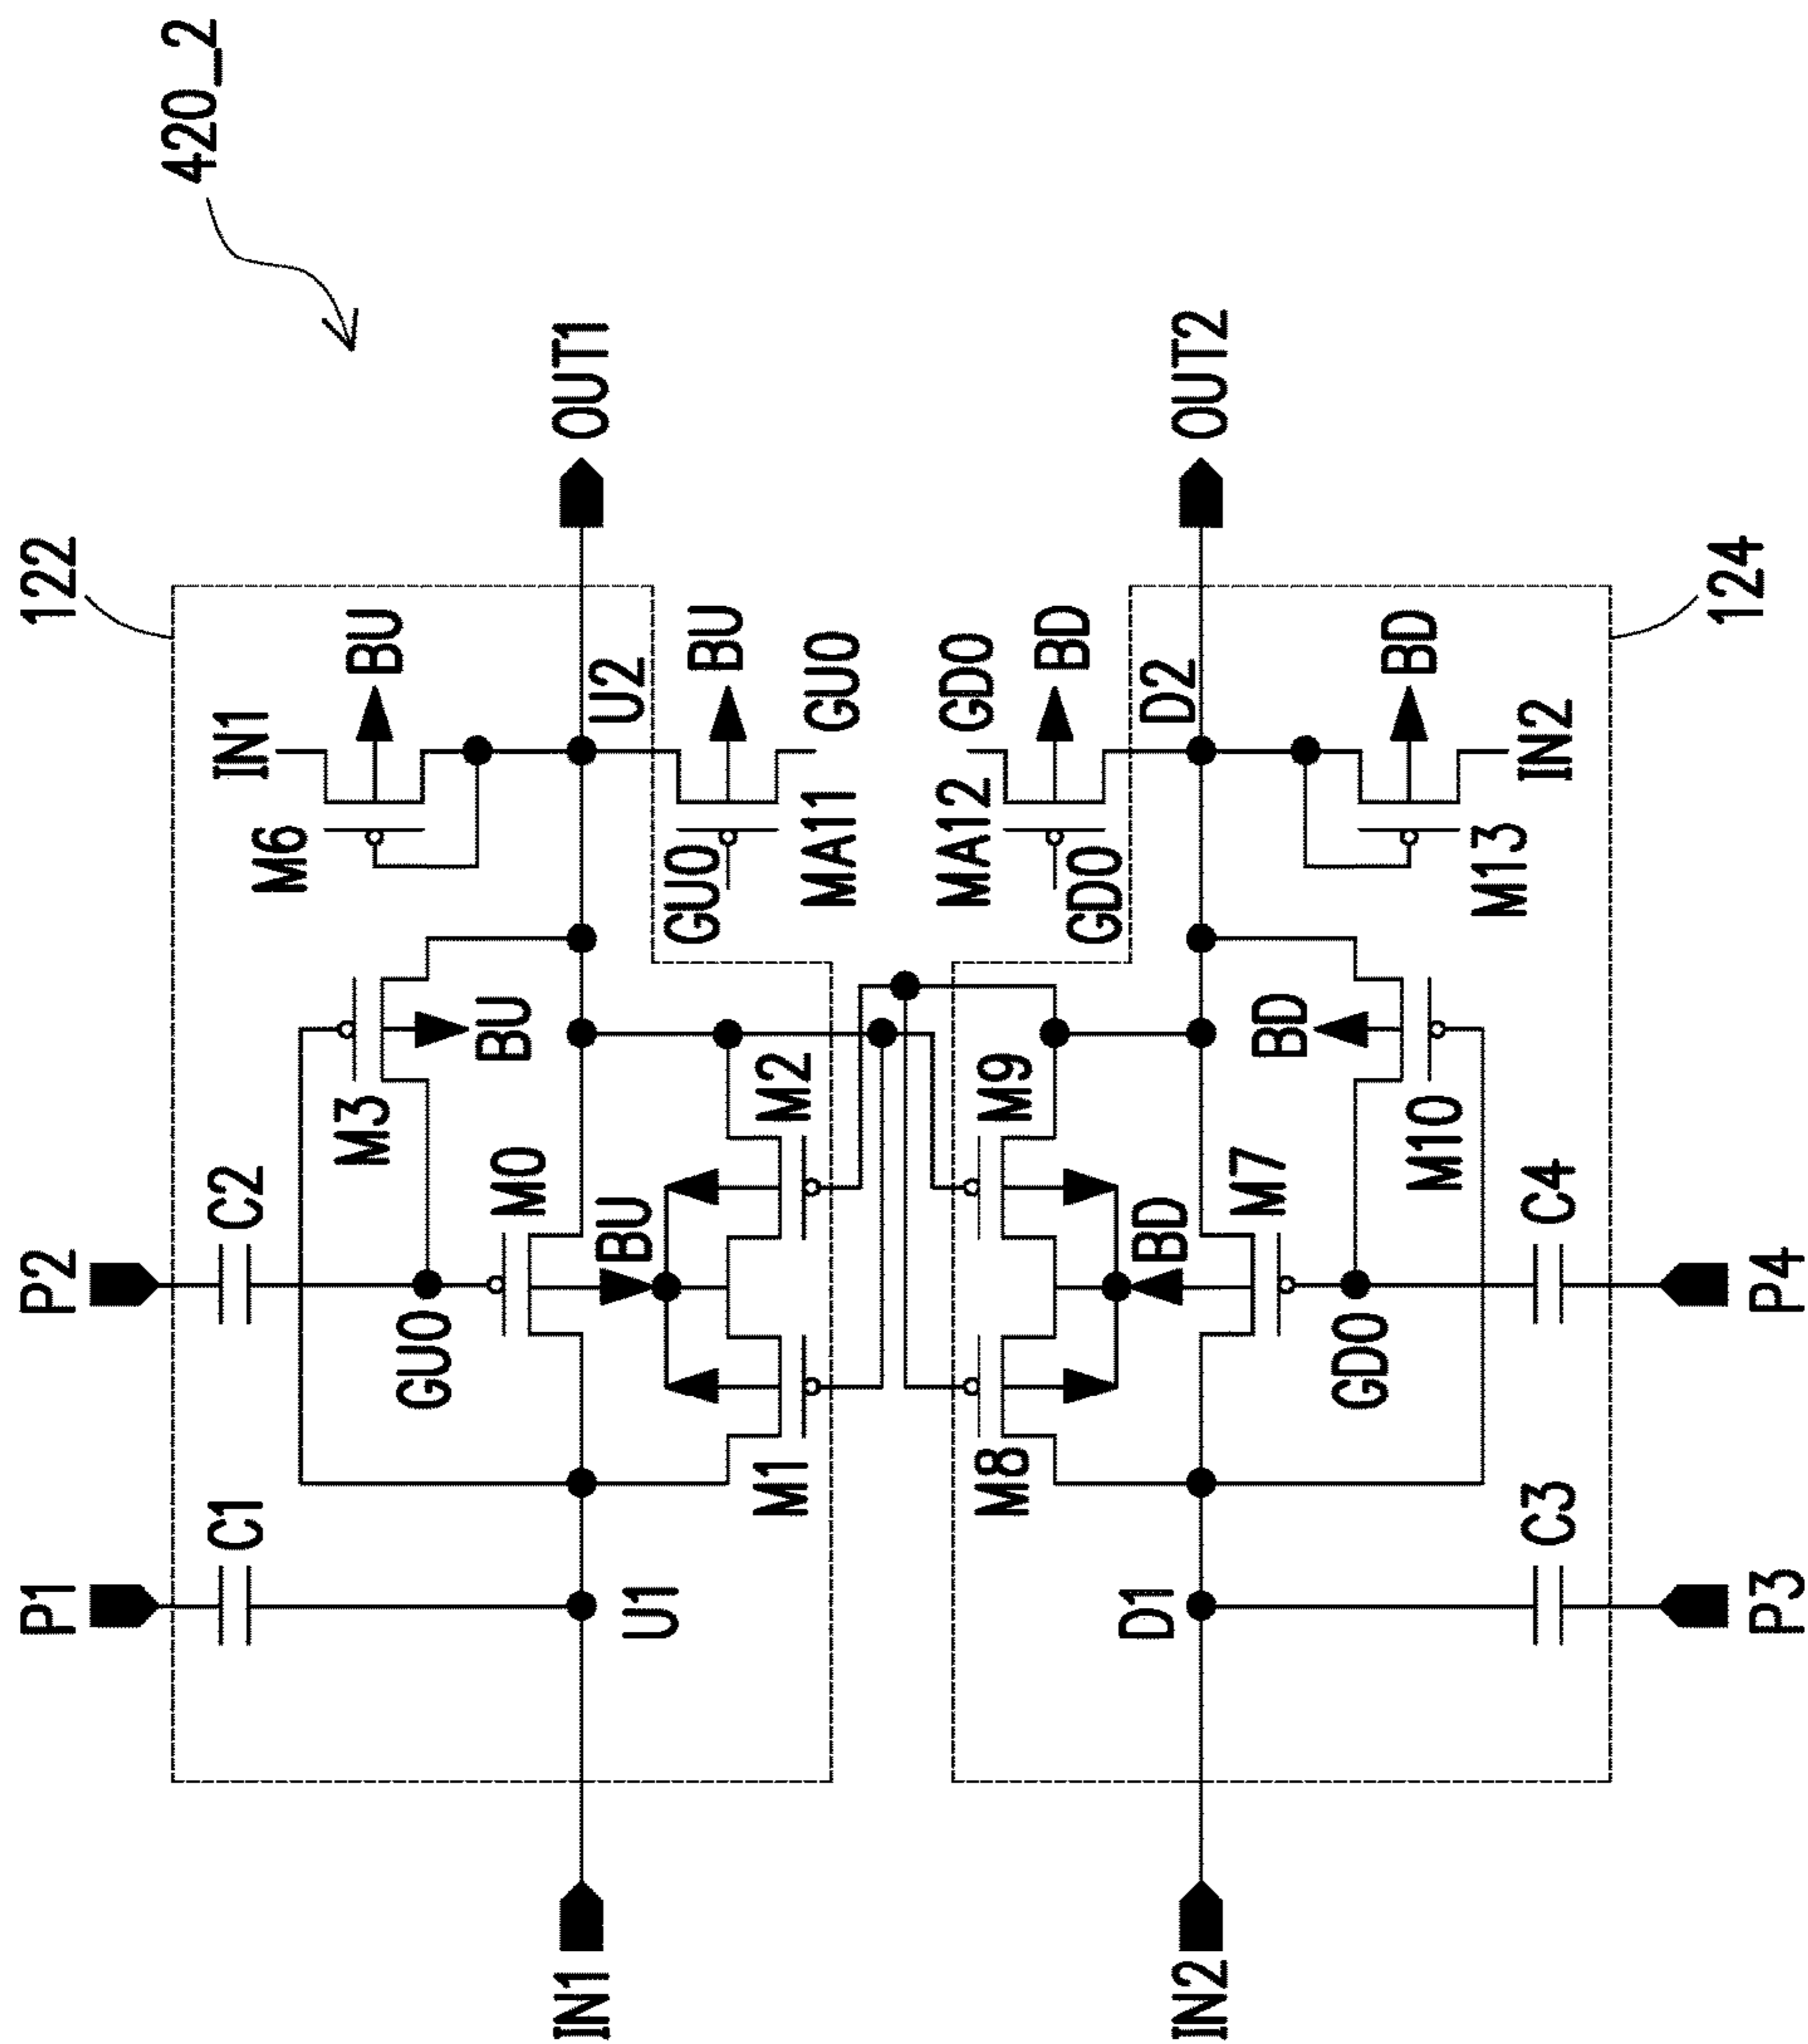 420_2
122
P1
P2
C1
C2
M3
BU
M6
IN1
BU
GU0
M0
IN1
U1
U2
OUT1
BU
M1
M2
GU0
MA11
BU
GU0
M8
M9
MA12
GD0
GD0
BD
IN2
D1
D2
OUT2
BD
M7
BD
GD0
M10
M13
BD
IN2
C3
C4
P3
P4
124